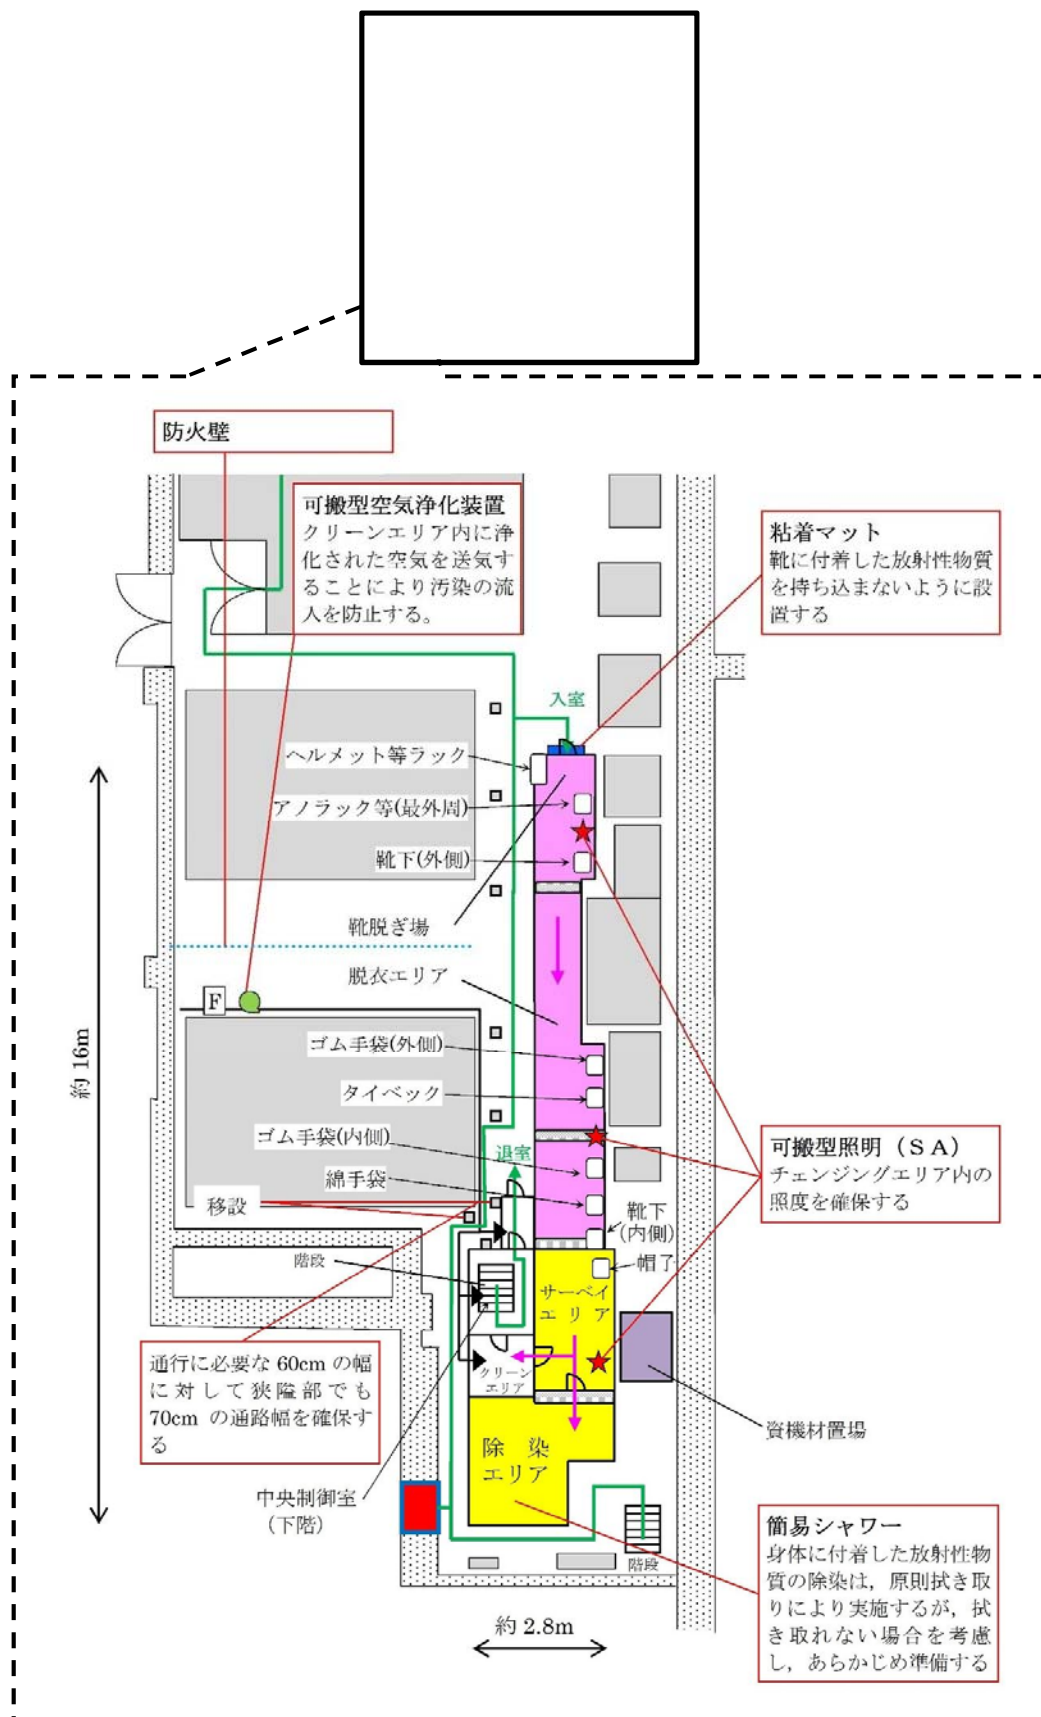 防火壁
可搬型空気浄化装置
クリーンエリア内に浄
化された空気を送気す
ることにより汚染の流
入を防止する。
粘着マット
靴に付着した放射性物質
を持ち込まないように設
置する
入室
ヘルメット等ラック
アノラック等(最外周)
靴下(外側)
靴脱ぎ場
脱衣エリア
F
約16m
ゴム手袋(外側)
タイベック
ゴム手袋(内側)
退室
綿手袋
移設
可搬型照明（ＳＡ）
チェンジングエリア内の
照度を確保する
靴下
(内側)
帽子
階段
サーベイ
エリア
クリーン
エリア
通行に必要な 60cm の幅
に対して狭隘部でも
70cm の通路幅を確保す
る
資機材置場
除染
エリア
中央制御室
(下階)
簡易シャワー
身体に付着した放射性物
質の除染は，原則拭き取
りにより実施するが，拭
き取れない場合を考慮
し，あらかじめ準備する
階段
約 2.8m